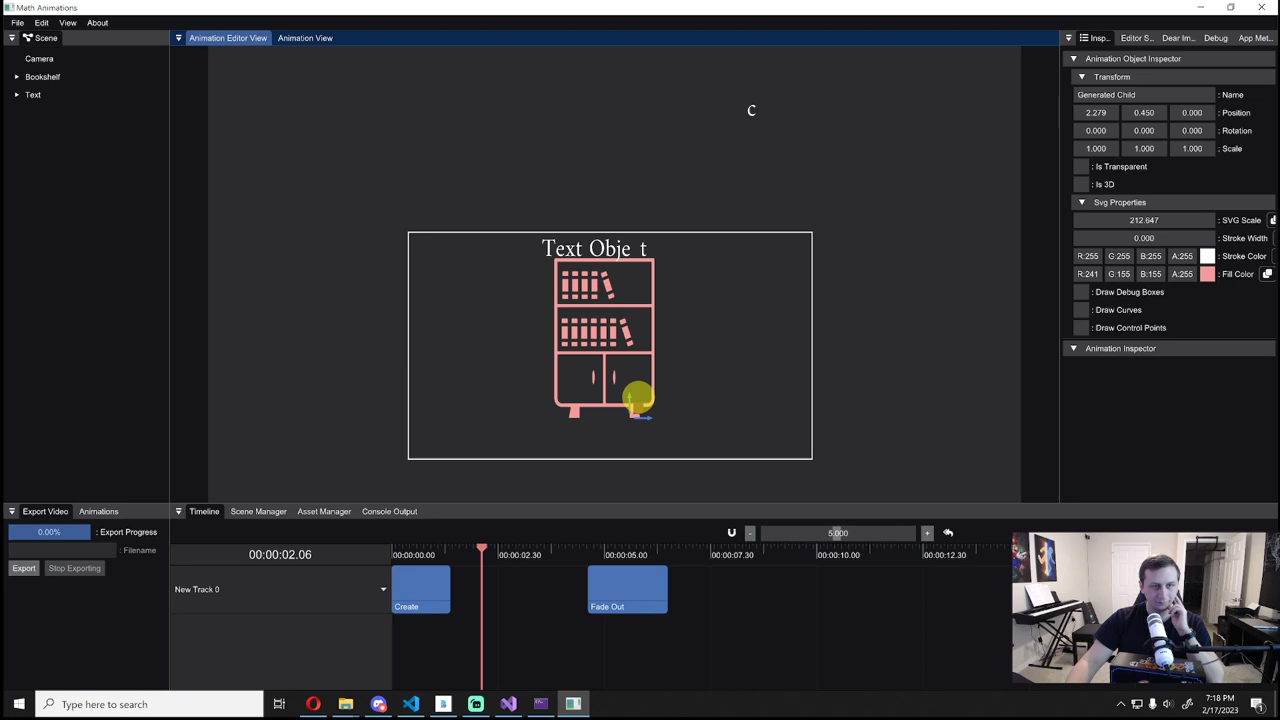 Math Animations
File Edit View About
Scene
Animation Editor View Animation View
Insp... Editor S... Dear Im... Debug App Met...
Camera
Bookshelf
Text
c
Text Obje t
Animation Object Inspector
Transform
Generated Child : Name
2.279 0.450 0.000 : Position
0.000 0.000 0.000 : Rotation
1.000 1.000 1.000 : Scale
: Is Transparent
: Is 3D
Svg Properties
212.647 : SVG Scale
0.000 : Stroke Width
R:255 G:255 B:255 A:255 : Stroke Color
R:241 G:155 B:155 A:255 : Fill Color
: Draw Debug Boxes
: Draw Curves
: Draw Control Points
Animation Inspector
Export Video Animations
0.00% : Export Progress
: Filename
Export Stop Exporting
Timeline Scene Manager Asset Manager Console Output
- 5.000 +
00:00:02.06
00:00:00.00 00:00:02.30 00:00:05.00 00:00:07.30 00:00:10.00 00:00:12.30
New Track 0
Create Fade Out
Type here to search
7:18 PM
2/17/2023